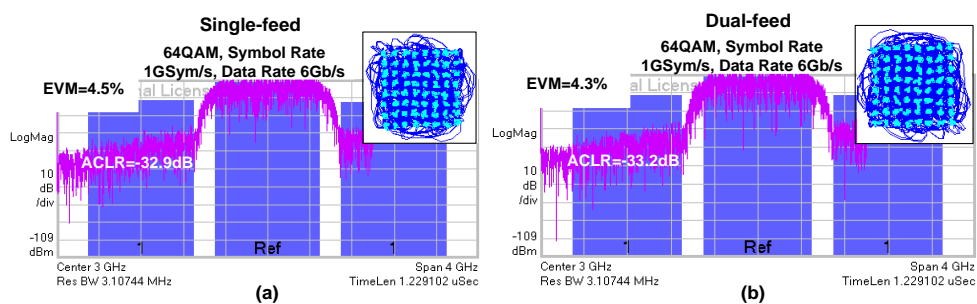 Single-feed
64QAM, Symbol Rate
1GSym/s, Data Rate 6Gb/s
EVM=4.5%
al Licens
LogMag
ACLR=-32.9dB
10
dB
/div
-109
dBm
1
Ref
1
Center 3 GHz
Span 4 GHz
Res BW 3.10744 MHz
TimeLen 1.229102 uSec
(a)
Dual-feed
64QAM, Symbol Rate
1GSym/s, Data Rate 6Gb/s
EVM=4.3%
al Licen
LogMag
ACLR=-33.2dB
10
dB
/div
-109
dBm
1
Ref
1
Center 3 GHz
Span 4 GHz
Res BW 3.10744 MHz
TimeLen 1.229102 uSec
(b)